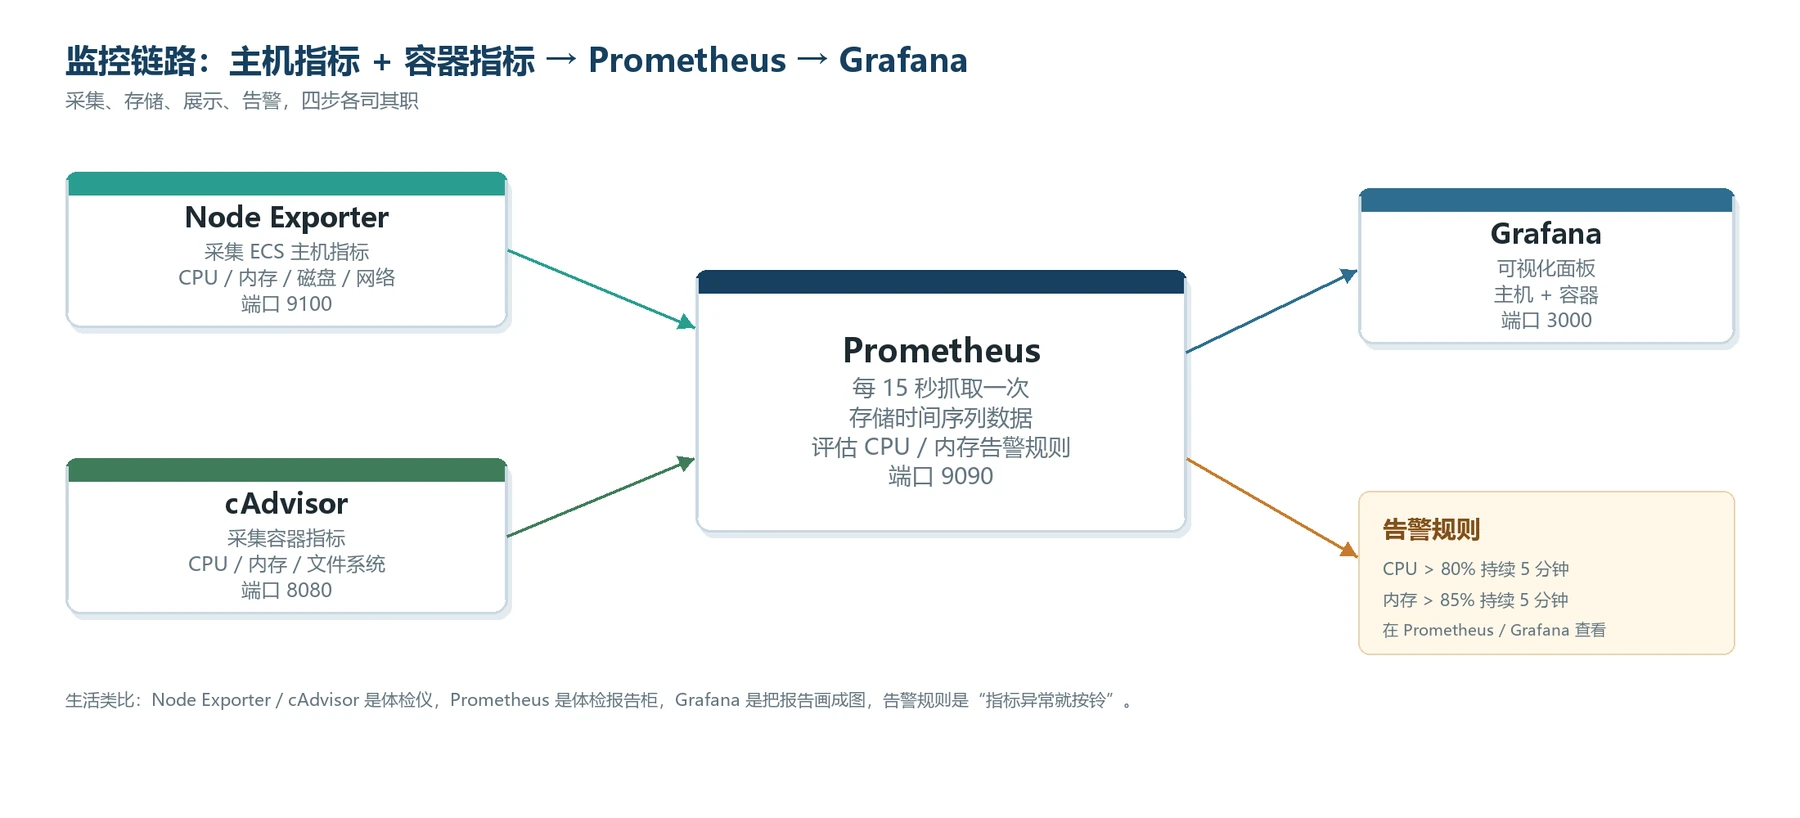 监控链路：主机指标 + 容器指标 → Prometheus → Grafana
采集、存储、展示、告警，四步各司其职
Node Exporter
采集 ECS 主机指标
CPU / 内存 / 磁盘 / 网络
端口 9100
cAdvisor
采集容器指标
CPU / 内存 / 文件系统
端口 8080
Prometheus
每 15 秒抓取一次
存储时间序列数据
评估 CPU / 内存告警规则
端口 9090
Grafana
可视化面板
主机 + 容器
端口 3000
告警规则
CPU > 80% 持续 5 分钟
内存 > 85% 持续 5 分钟
在 Prometheus / Grafana 查看
生活类比：Node Exporter / cAdvisor 是体检仪，Prometheus 是体检报告柜，Grafana 是把报告画成图，告警规则是“指标异常就按铃”。